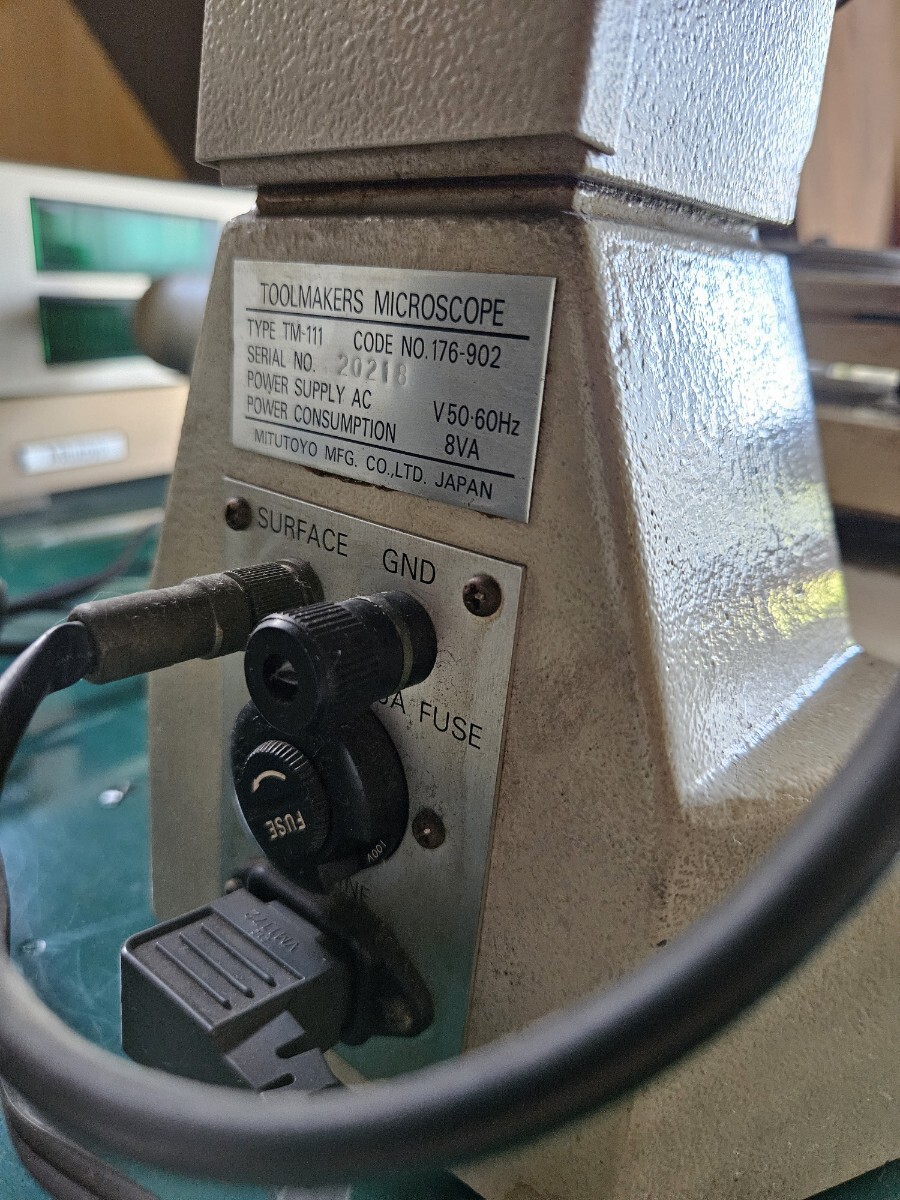 TOOLMAKERS MICROSCOPE
TYPE TM-111 CODE NO.176-902
SERIAL NO. 20218
POWER SUPPLY AC V50·60Hz
POWER CONSUMPTION 8VA
MITUTOYO MFG. CO.,LTD. JAPAN
SURFACE GND
A FUSE
FUSE
100V